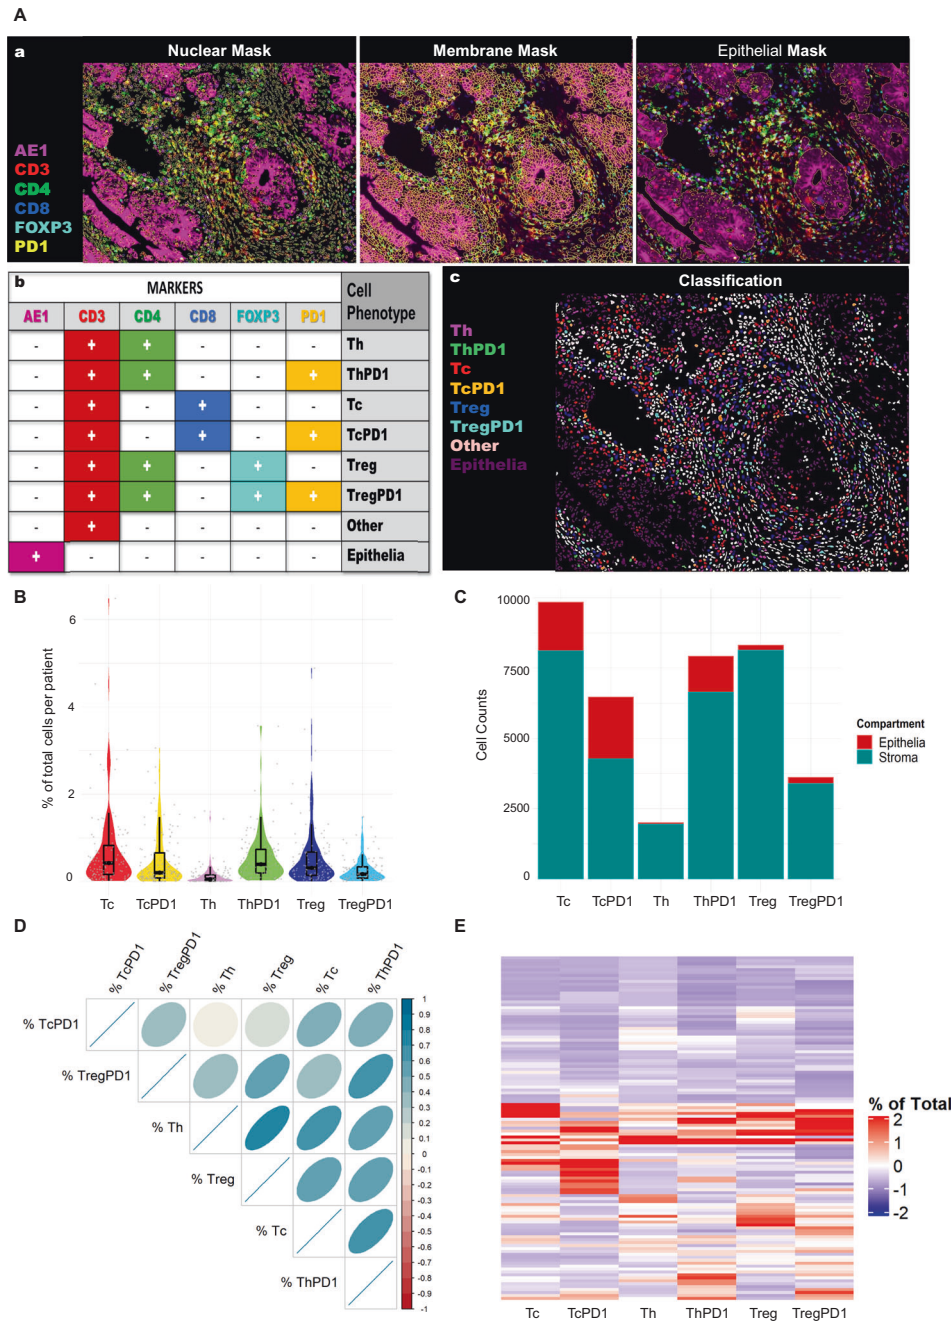 A
a
Nuclear Mask
Membrane Mask
Epithelial Mask
AE1
CD3
CD4
CD8
FOXP3
PD1
b
MARKERS
Cell Phenotype
AE1 CD3 CD4 CD8 FOXP3 PD1
- + + - - - Th
- + + - - + ThPD1
- + - + - - Tc
- + - + - + TcPD1
- + + - + - Treg
- + + - + + TregPD1
- + - - - - Other
+ - - - - - Epithelia
c
Classification
Th
ThPD1
Tc
TcPD1
Treg
TregPD1
Other
Epithelia
B
% of total cells per patient
6
4
2
0
Tc TcPD1 Th ThPD1 Treg TregPD1
C
Cell Counts
10000
7500
5000
2500
0
Tc TcPD1 Th ThPD1 Treg TregPD1
Compartment
Epithelia
Stroma
D
% TcPD1 % TregPD1 % Th % Treg % Tc % ThPD1
% TcPD1
% TregPD1
% Th
% Treg
% Tc
% ThPD1
1
0.9
0.8
0.7
0.6
0.5
0.4
0.3
0.2
0.1
0
-0.1
-0.2
-0.3
-0.4
-0.5
-0.6
-0.7
-0.8
-0.9
-1
E
% of Total
2
1
0
-1
-2
Tc TcPD1 Th ThPD1 Treg TregPD1